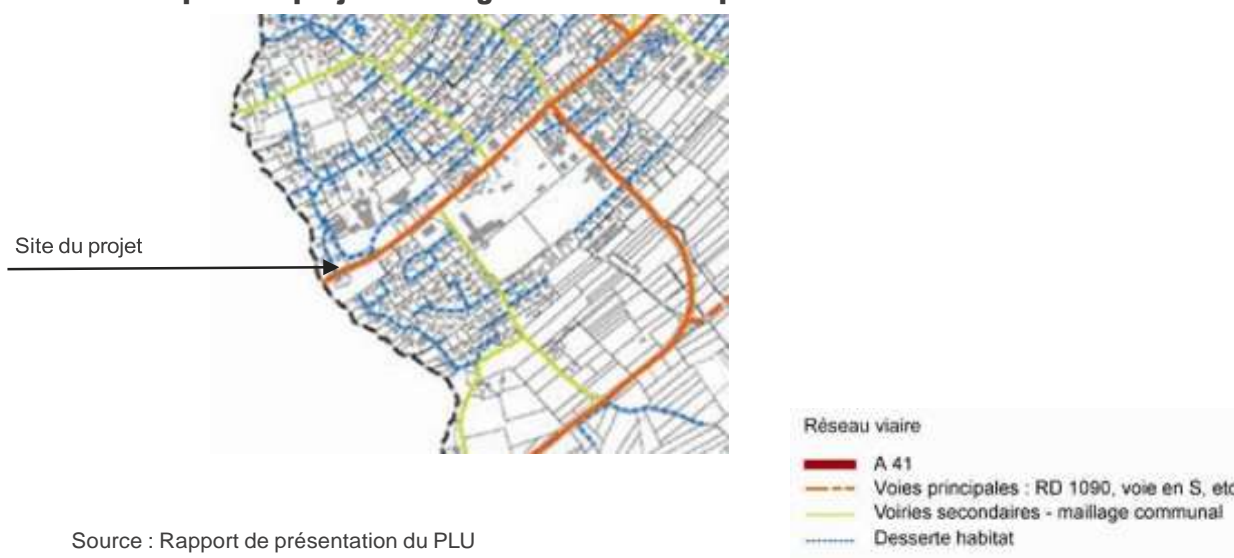 Site du projet
Réseau viaire
A 41
Voies principales : RD 1090, voie en S, etc
Voiries secondaires - maillage communal
Desserte habitat
Source : Rapport de présentation du PLU